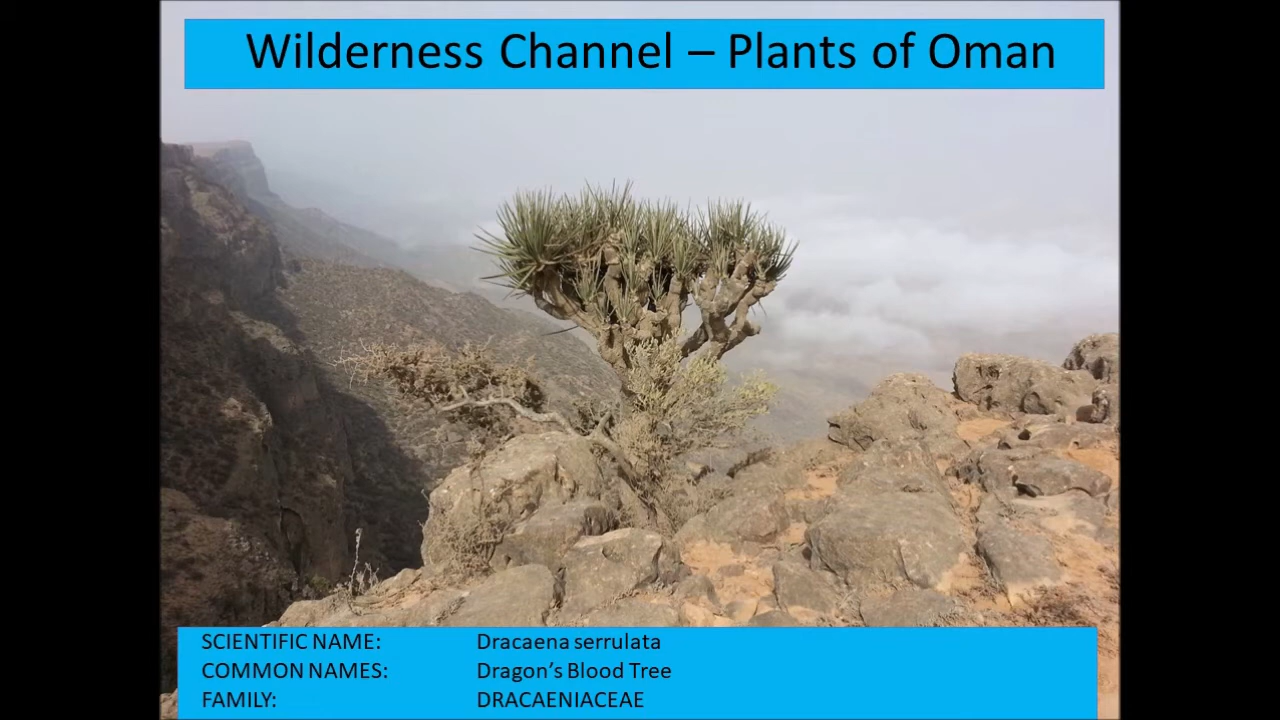 Wilderness Channel – Plants of Oman
SCIENTIFIC NAME: Dracaena serrulata
COMMON NAMES: Dragon’s Blood Tree
FAMILY: DRACAENIACEAE